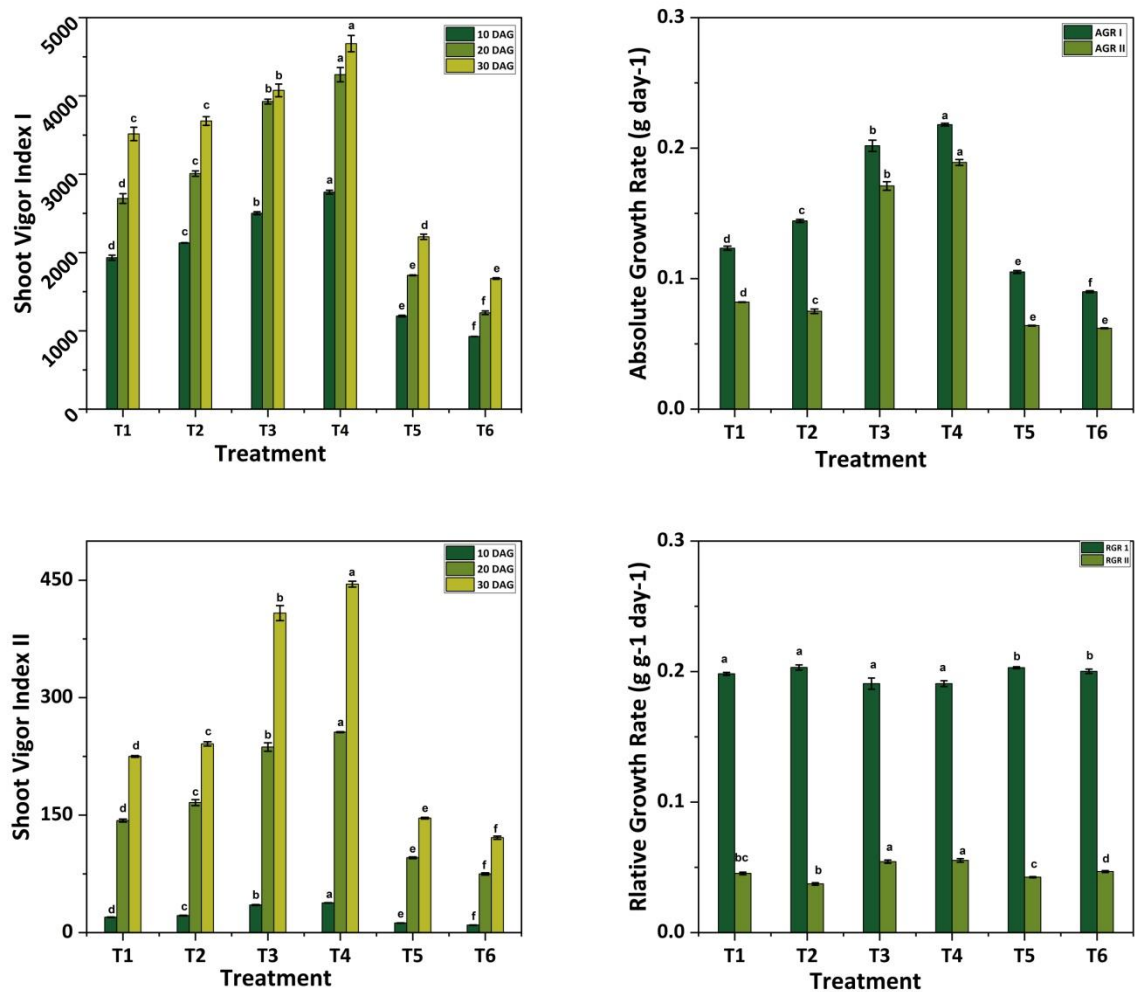 Shoot Vigor Index I
5000
4000
3000
2000
1000
0
10 DAG
20 DAG
30 DAG
d d c
c c c
b b b
a a a
e e d
f f e
T1 T2 T3 T4 T5 T6
Treatment
Absolute Growth Rate (g day-1)
0.3
0.2
0.1
0.0
AGR I
AGR II
d d
c c
b b
a a
e e
f e
T1 T2 T3 T4 T5 T6
Treatment
Shoot Vigor Index II
450
300
150
0
10 DAG
20 DAG
30 DAG
d d d
c c c
b b b
a a a
e e e
f f f
T1 T2 T3 T4 T5 T6
Treatment
Rlative Growth Rate (g g-1 day-1)
0.3
0.2
0.1
0.0
RGR 1
RGR II
a bc
a b
a a
a a
b c
b d
T1 T2 T3 T4 T5 T6
Treatment